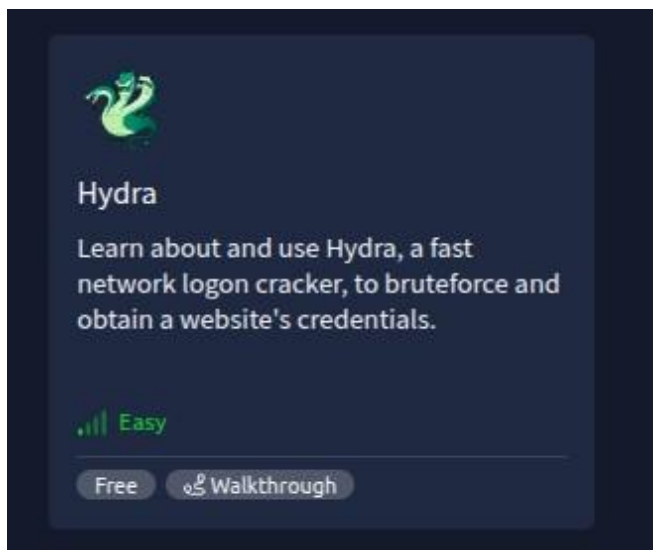 Hydra
Learn about and use Hydra, a fast
network logon cracker, to bruteforce and
obtain a website's credentials.
Easy
Free
Walkthrough